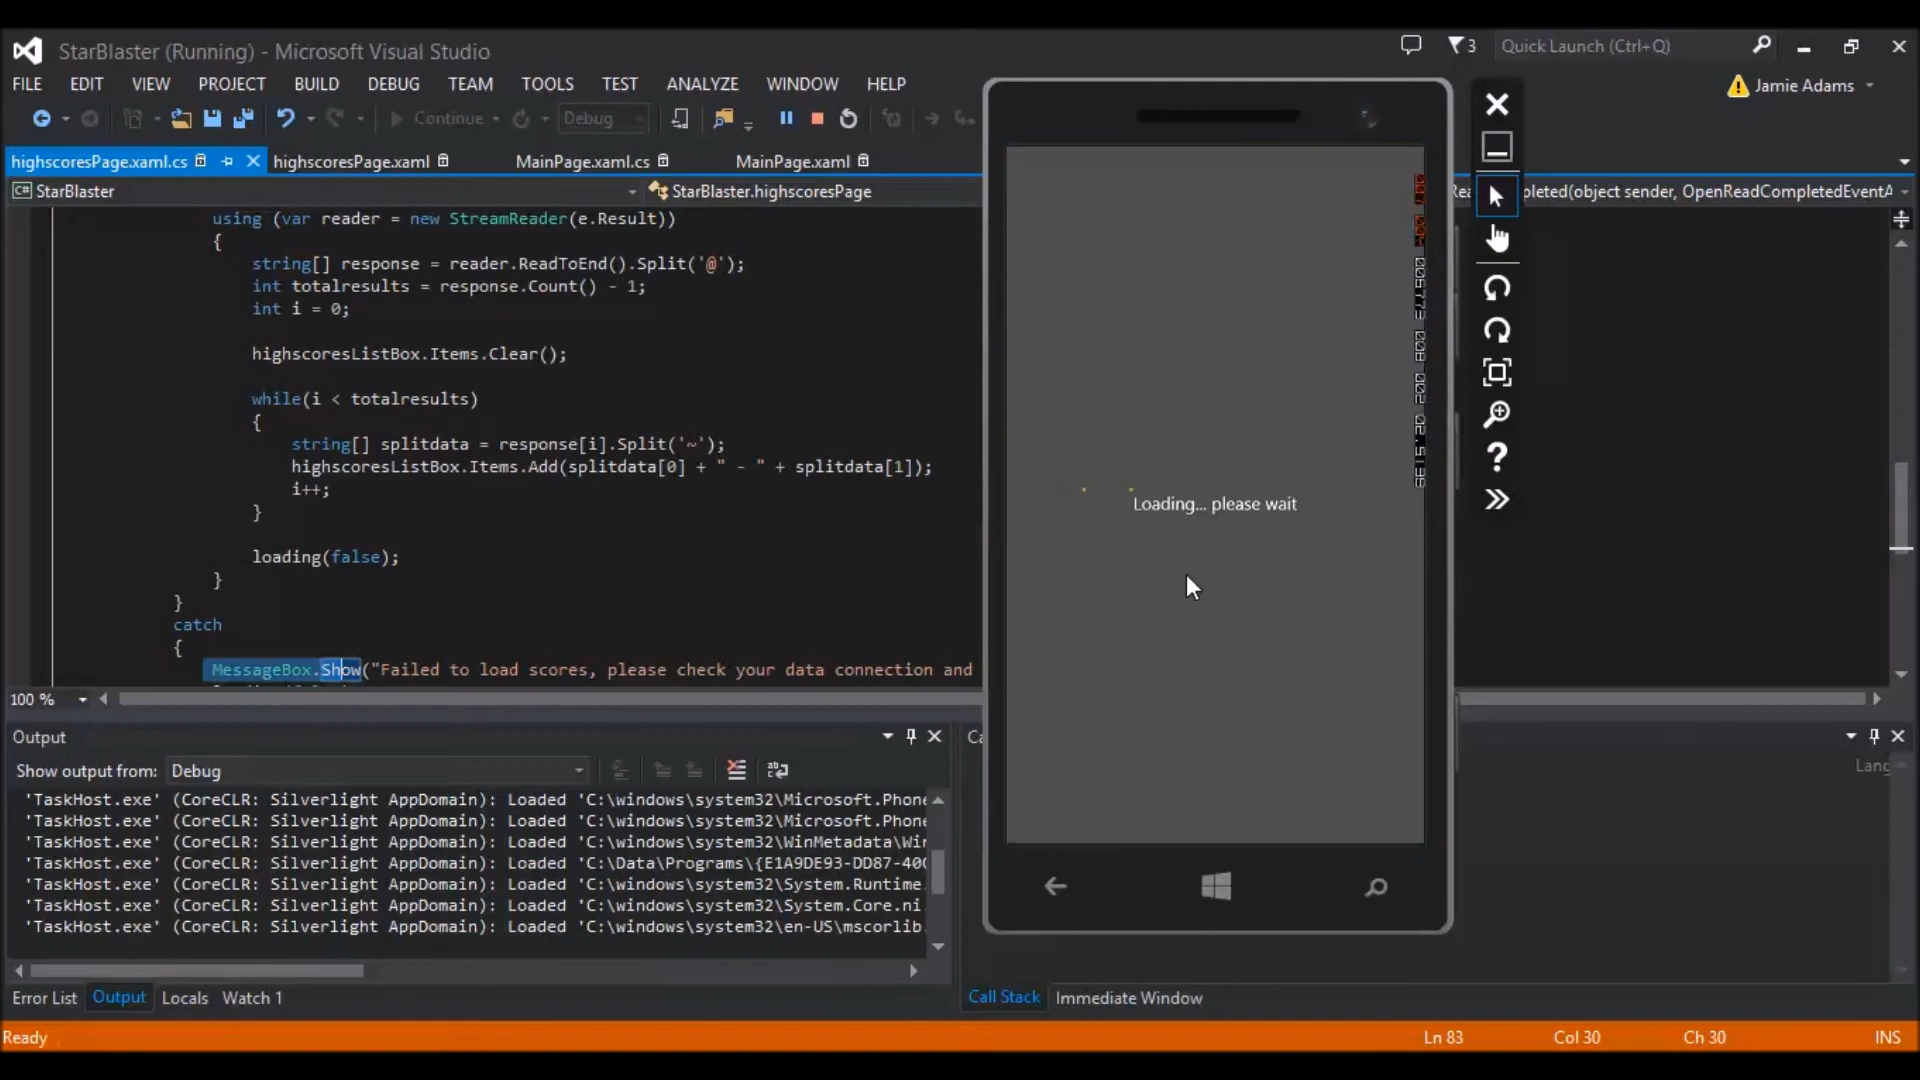 StarBlaster (Running) - Microsoft Visual Studio
3
Quick Launch (Ctrl+Q)
FILE EDIT VIEW PROJECT BUILD DEBUG TEAM TOOLS TEST ANALYZE WINDOW HELP
Jamie Adams
Continue
Debug
highscoresPage.xaml.cs
highscoresPage.xaml
MainPage.xaml.cs
MainPage.xaml
C# StarBlaster
StarBlaster.highscoresPage
pleted(object sender, OpenReadCompletedEventA
using (var reader = new StreamReader(e.Result))
{
string[] response = reader.ReadToEnd().Split('@');
int totalresults = response.Count() - 1;
int i = 0;
highscoresListBox.Items.Clear();
while(i < totalresults)
{
string[] splitdata = response[i].Split('~');
highscoresListBox.Items.Add(splitdata[0] + " - " + splitdata[1]);
i++;
}
loading(false);
}
}
catch
{
MessageBox.Show("Failed to load scores, please check your data connection and
100 %
Loading... please wait
?
Output
Show output from: Debug
'TaskHost.exe' (CoreCLR: Silverlight AppDomain): Loaded 'C:\windows\system32\Microsoft.Phone
'TaskHost.exe' (CoreCLR: Silverlight AppDomain): Loaded 'C:\windows\system32\Microsoft.Phone
'TaskHost.exe' (CoreCLR: Silverlight AppDomain): Loaded 'C:\windows\system32\WinMetadata\Win
'TaskHost.exe' (CoreCLR: Silverlight AppDomain): Loaded 'C:\Data\Programs\{E1A9DE93-DD87-40
'TaskHost.exe' (CoreCLR: Silverlight AppDomain): Loaded 'C:\windows\system32\System.Runtime.
'TaskHost.exe' (CoreCLR: Silverlight AppDomain): Loaded 'C:\windows\system32\System.Core.ni.
'TaskHost.exe' (CoreCLR: Silverlight AppDomain): Loaded 'C:\windows\system32\en-US\mscorlib.
Ca
Lang
Error List Output Locals Watch 1
Call Stack Immediate Window
Ready
Ln 83
Col 30
Ch 30
INS